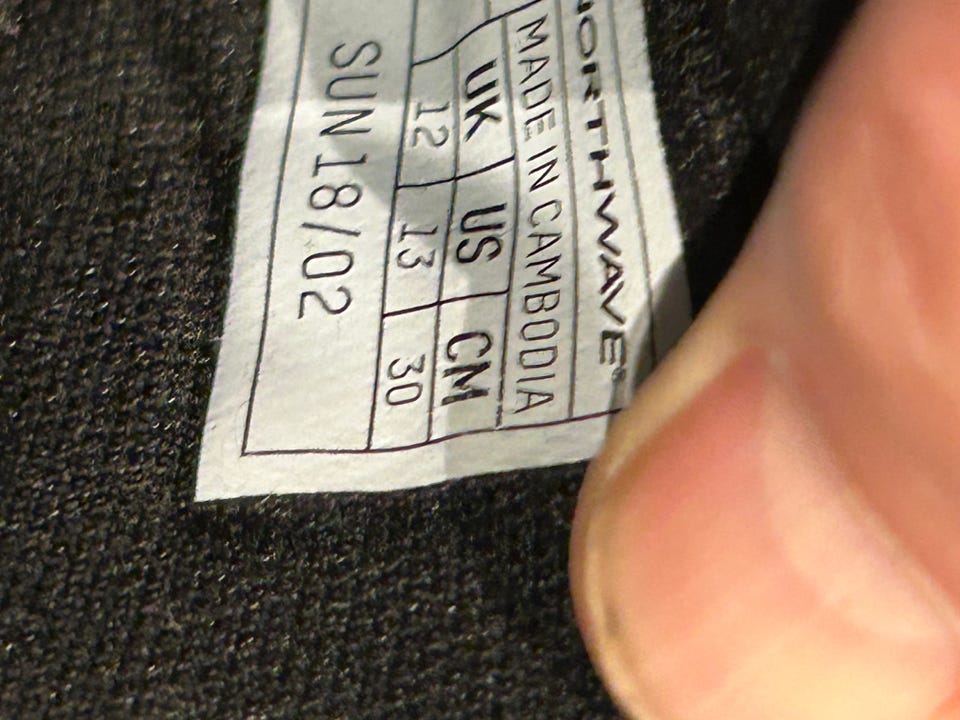 NORTHWAVE®
MADE IN CAMBODIA
UK US CM
12 13 30
SUN 18/02